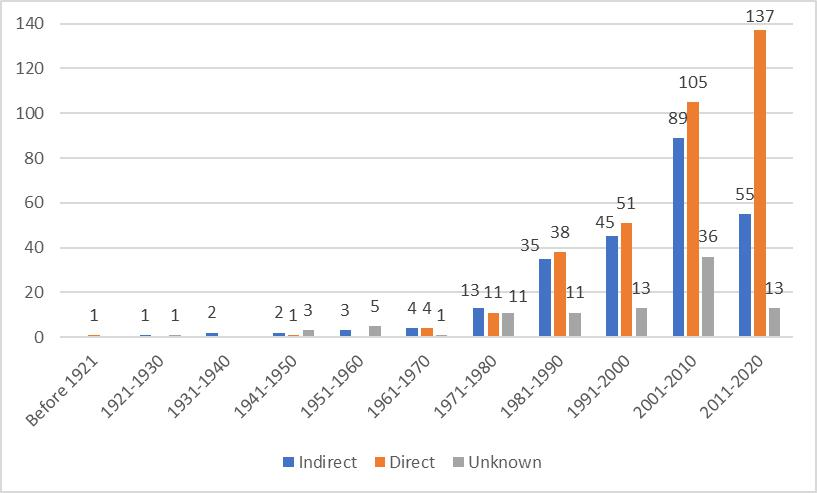 140
120
100
80
60
40
20
0
1
1 1
2
2 1 3
3 5
4 4 1
13 11 11
35 38 11
45 51 13
89 105 36
55 137 13
Before 1921
1921-1930
1931-1940
1941-1950
1951-1960
1961-1970
1971-1980
1981-1990
1991-2000
2001-2010
2011-2020
Indirect Direct Unknown